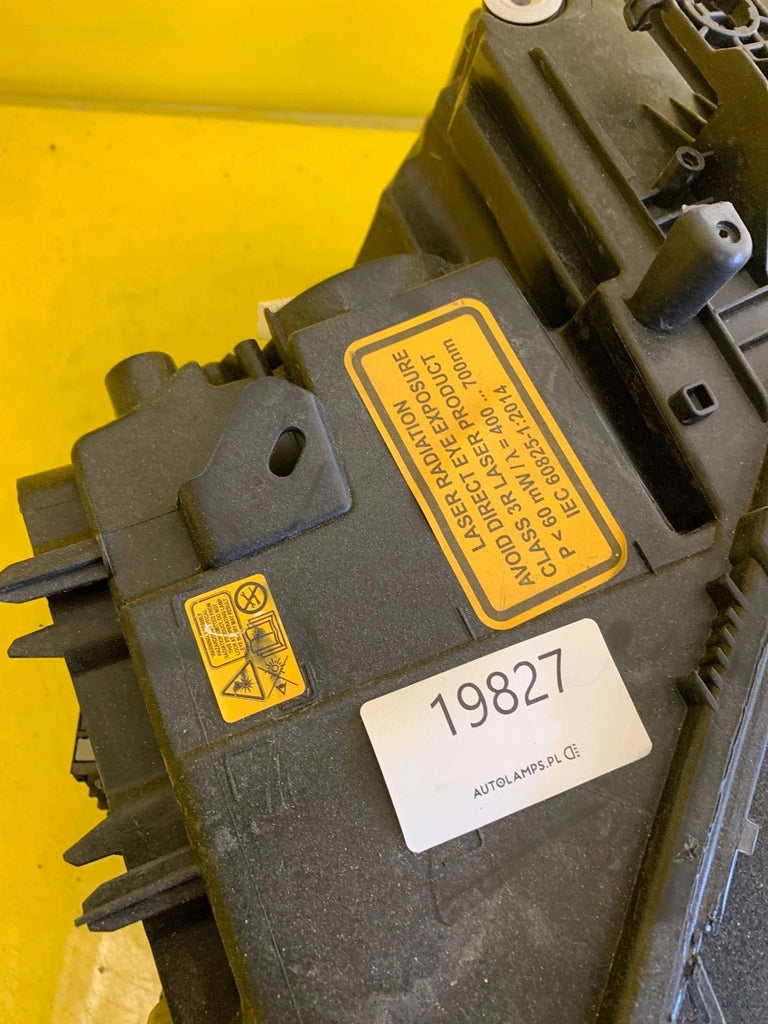 LASER RADIATION
AVOID DIRECT EYE EXPOSURE
CLASS 3R LASER PRODUCT
P < 60 mW / λ = 400 ... 700nm
IEC 60825-1:2014
19827
AUTOLAMPS.PL